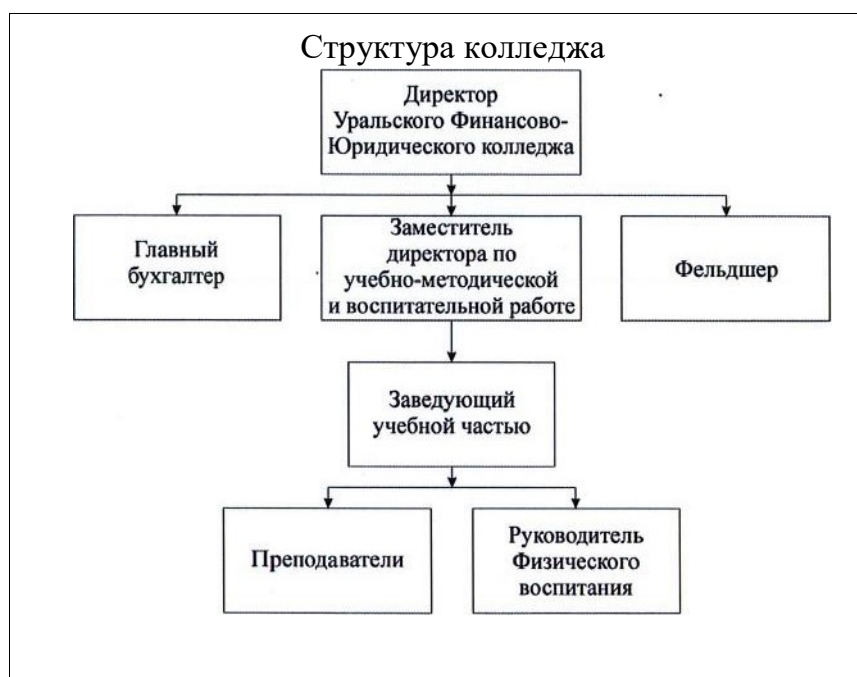 Структура колледжа
Директор
Уральского Финансово-
Юридического колледжа
Главный
бухгалтер
Заместитель
директора по
учебно-методической
и воспитательной работе
Фельдшер
Заведующий
учебной частью
Преподаватели
Руководитель
Физического
воспитания